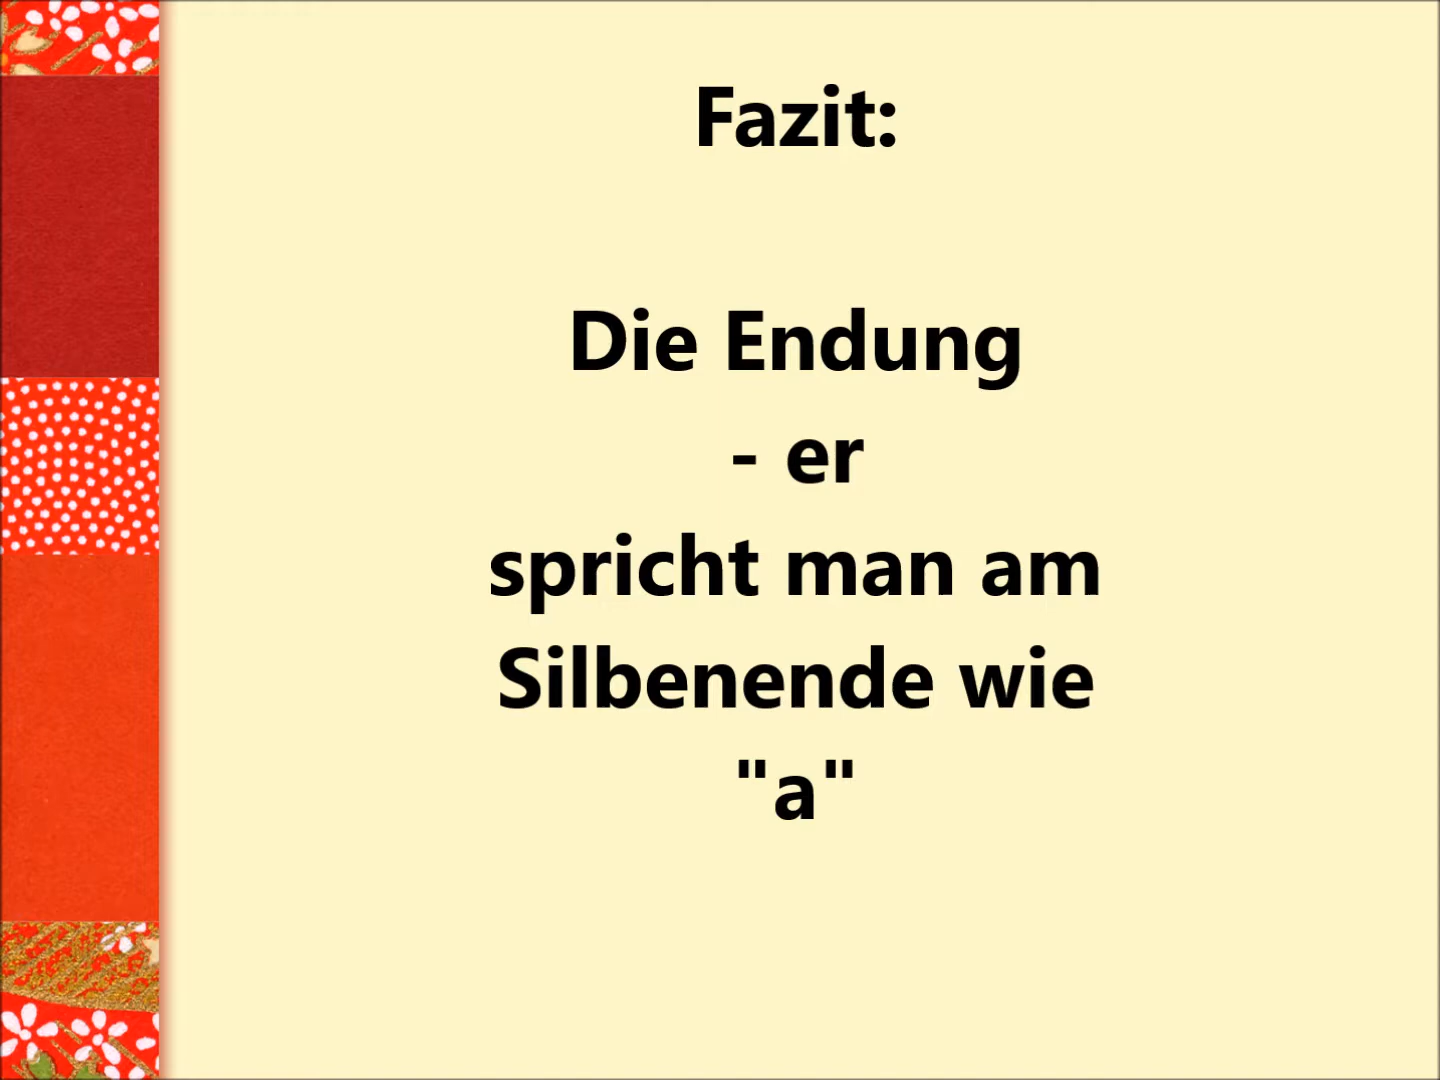 Fazit:
Die Endung
- er
spricht man am
Silbenende wie
"a"